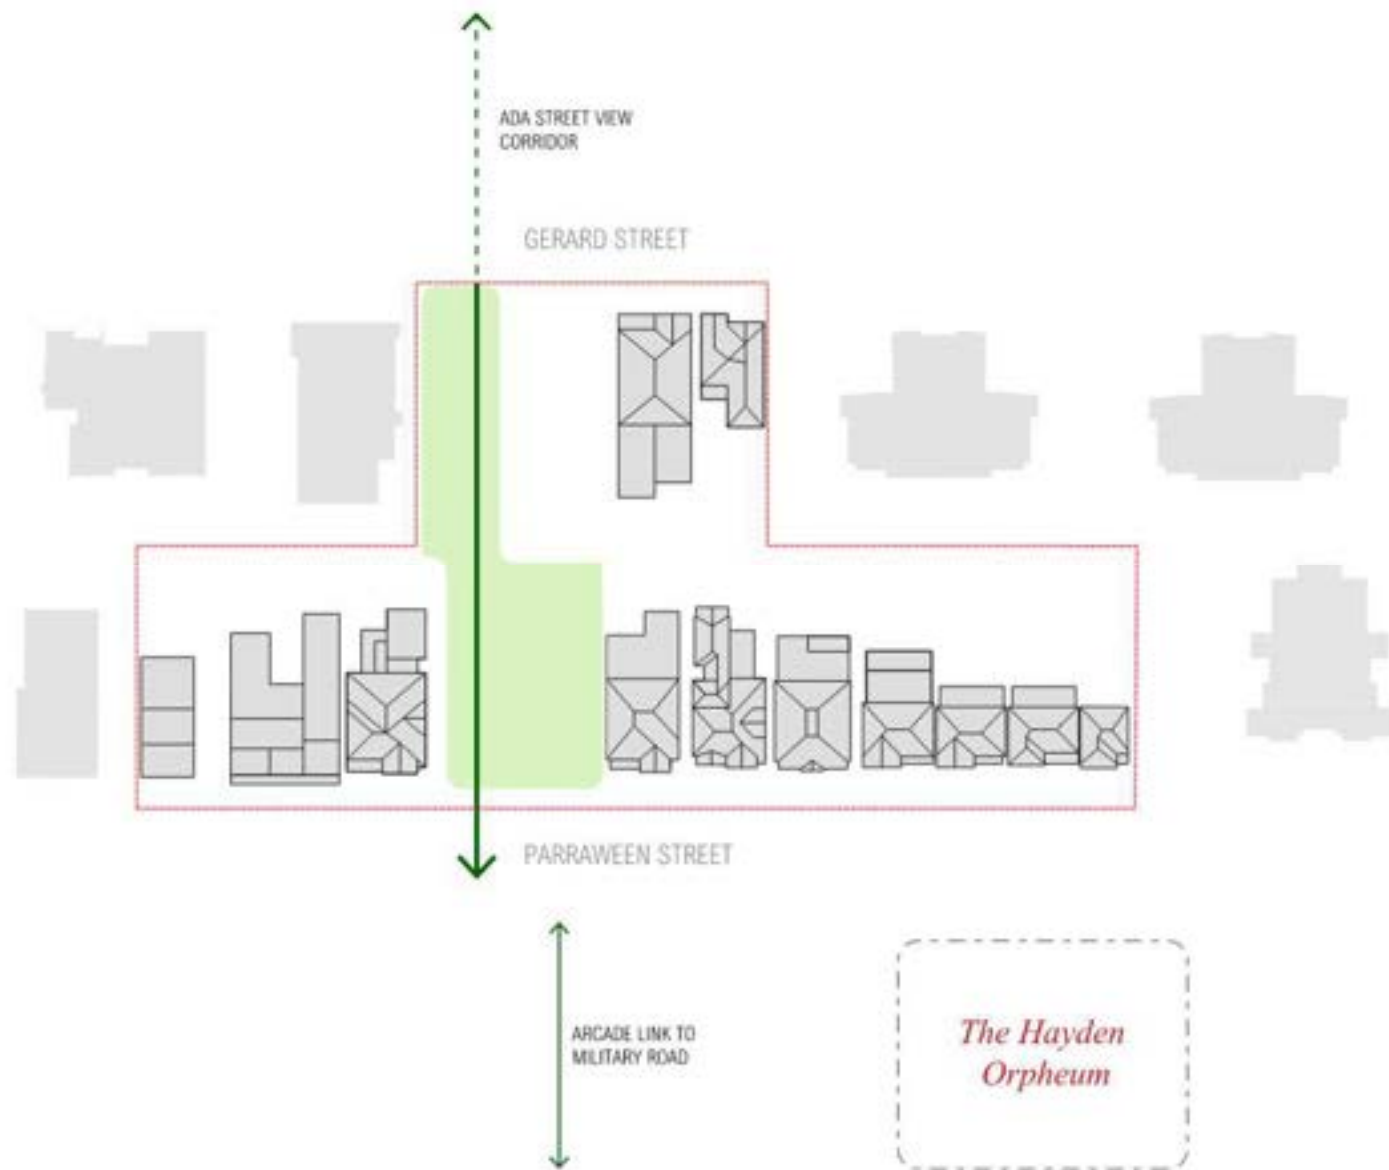 ADA STREET VIEW
CORRIDOR
GERARD STREET
PARRAWEEN STREET
ARCADE LINK TO
MILITARY ROAD
The Hayden
Orpheum